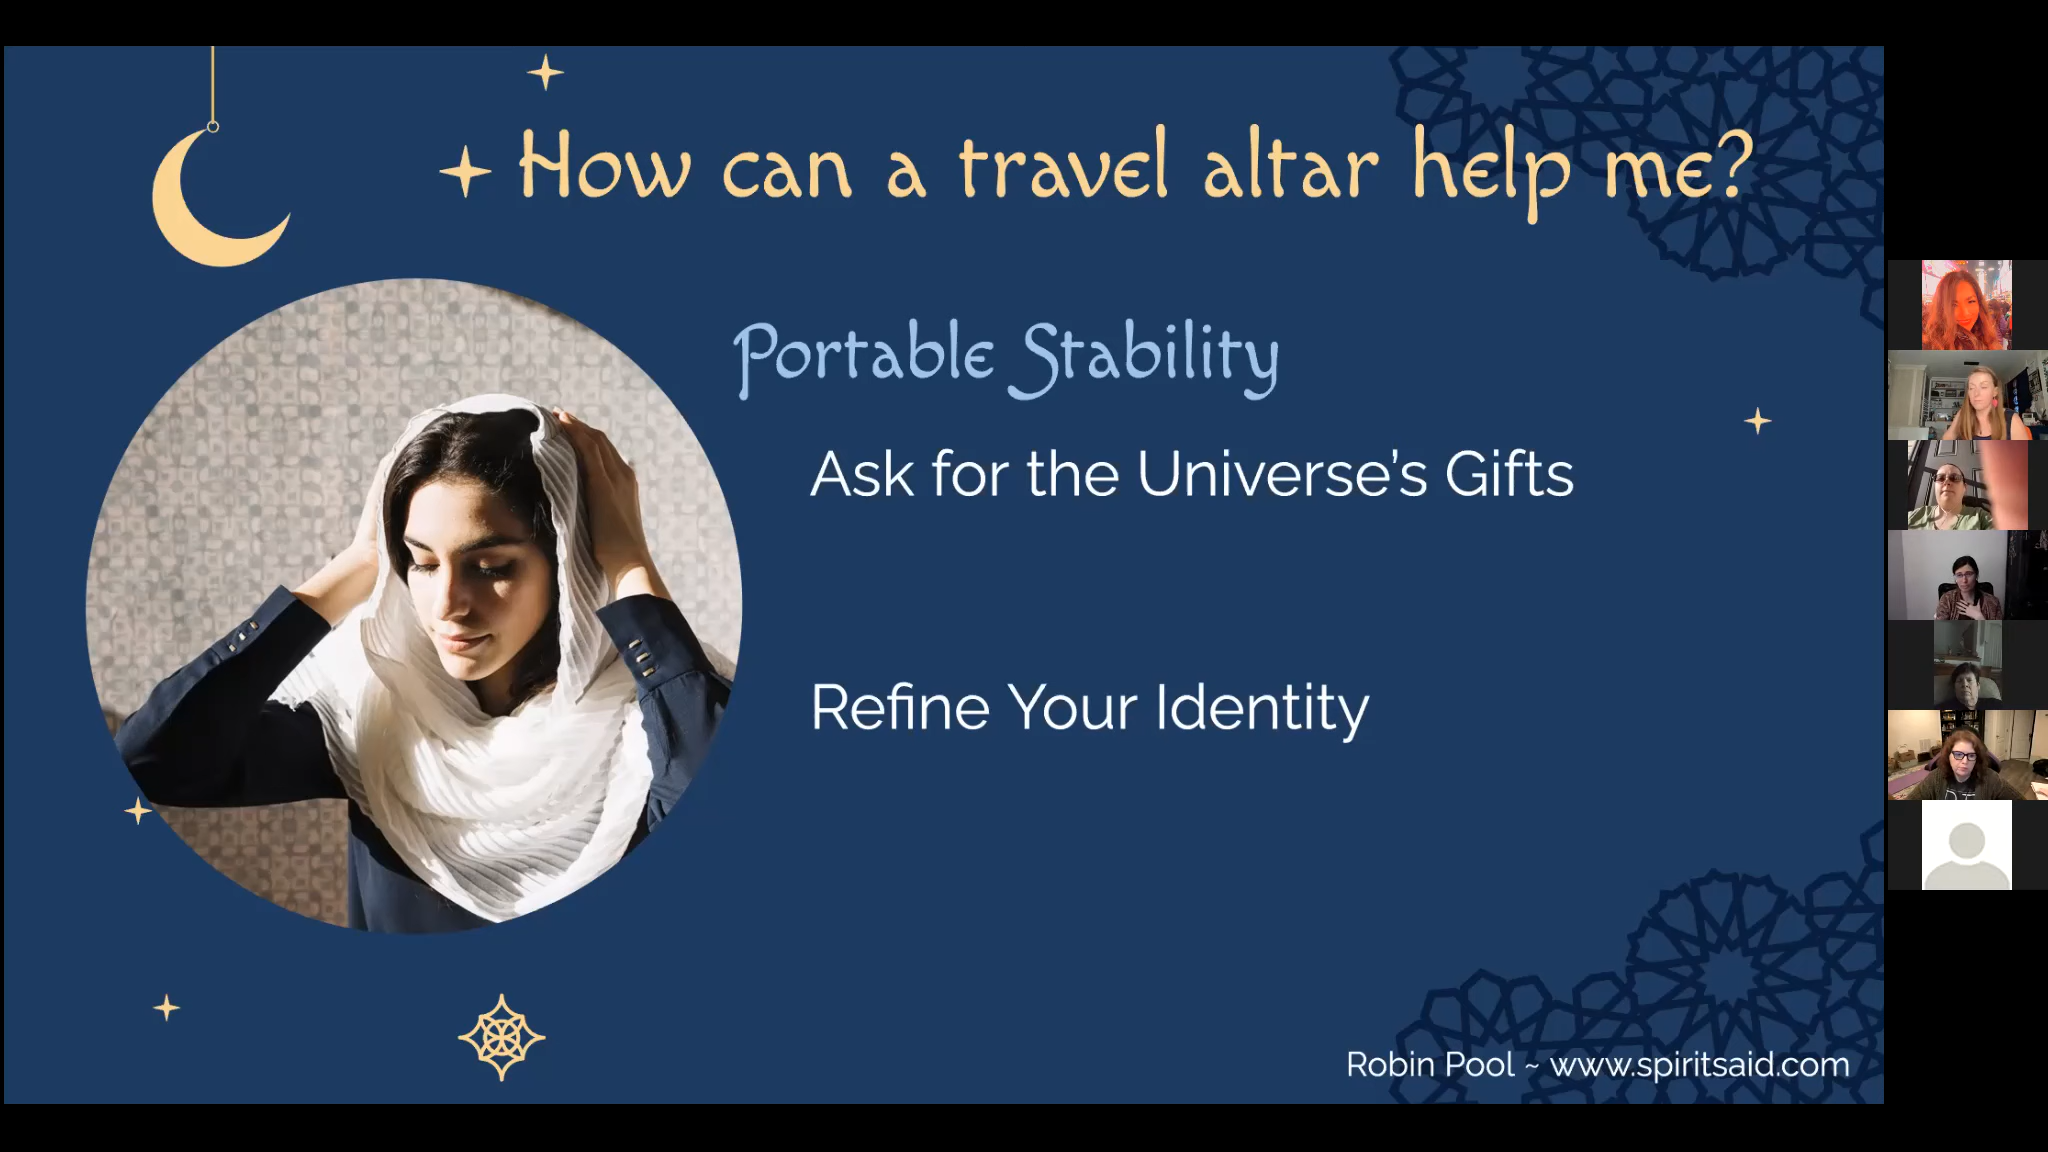 How can a travel altar help me?
Portable Stability
Ask for the Universe's Gifts
Refine Your Identity
Robin Pool ~ www.spiritsaid.com